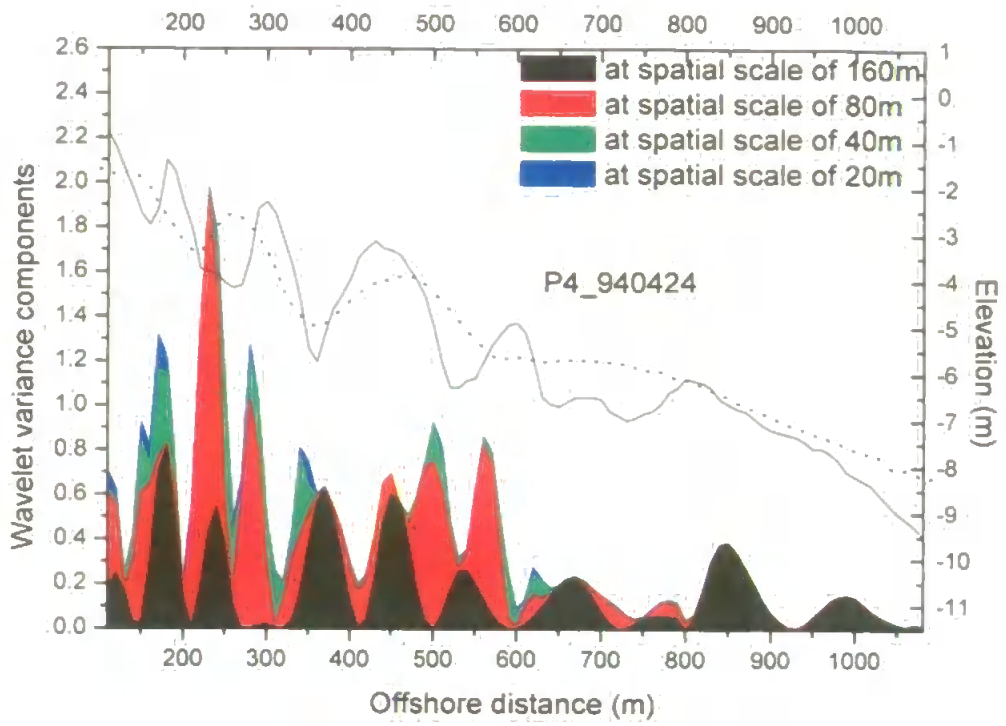 200 300 400 500 600 700 800 900 1000
2.6
2.4
2.2
2.0
1.8
1.6
1.4
1.2
1.0
0.8
0.6
0.4
0.2
0.0
Wavelet variance components
at spatial scale of 160m
at spatial scale of 80m
at spatial scale of 40m
at spatial scale of 20m
P4_940424
1
0
-1
-2
-3
-4
-5
-6
-7
-8
-9
-10
-11
Elevation (m)
200 300 400 500 600 700 800 900 1000
Offshore distance (m)